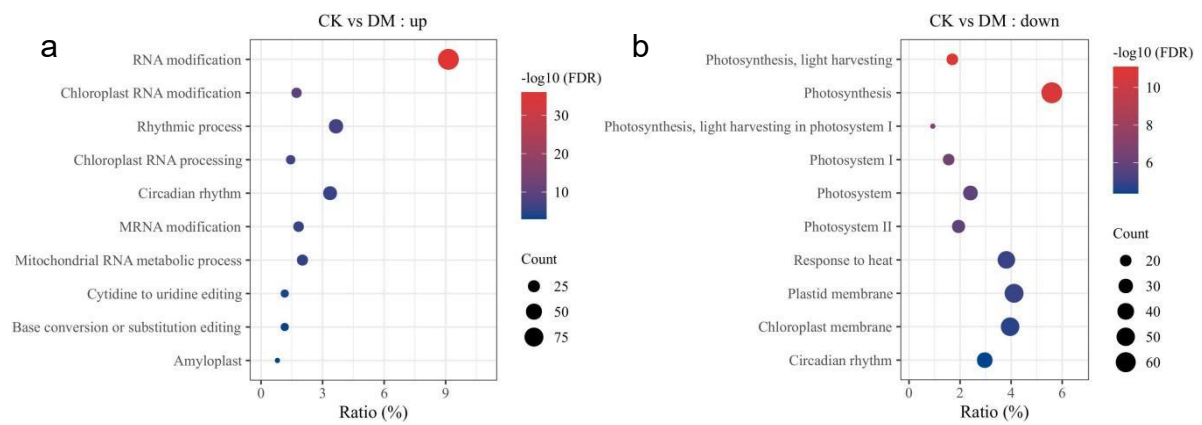 a
CK vs DM : up
RNA modification
Chloroplast RNA modification
Rhythmic process
Chloroplast RNA processing
Circadian rhythm
MRNA modification
Mitochondrial RNA metabolic process
Cytidine to uridine editing
Base conversion or substitution editing
Amyloplast
0 3 6 9
Ratio (%)
-log10 (FDR)
30
20
10
Count
25
50
75
b
CK vs DM : down
Photosynthesis, light harvesting
Photosynthesis
Photosynthesis, light harvesting in photosystem I
Photosystem I
Photosystem
Photosystem II
Response to heat
Plastid membrane
Chloroplast membrane
Circadian rhythm
0 2 4 6
Ratio (%)
-log10 (FDR)
10
8
6
Count
20
30
40
50
60